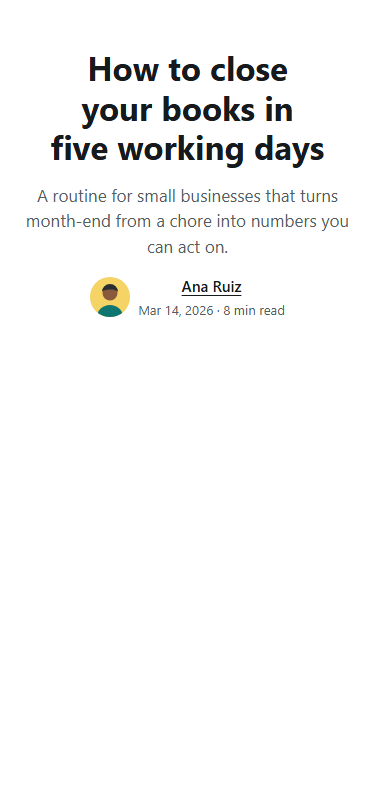 How to close
your books in
five working days
A routine for small businesses that turns
month-end from a chore into numbers you
can act on.
Ana Ruiz
Mar 14, 2026 · 8 min read